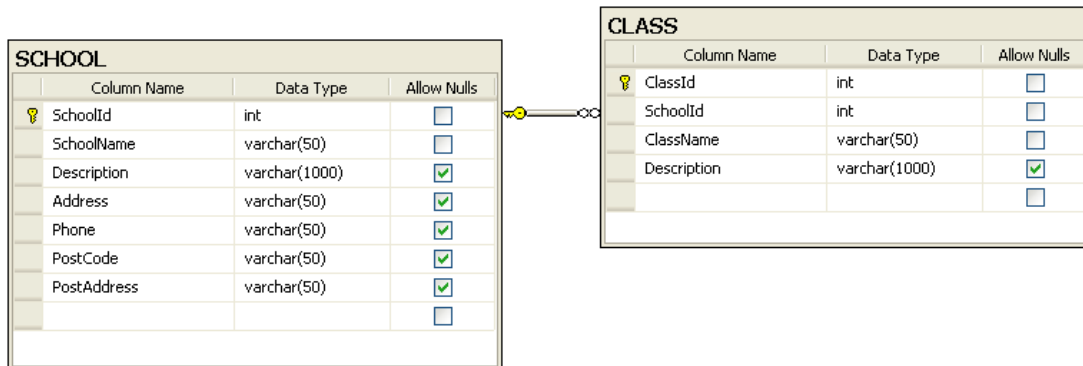 SCHOOL
Column Name Data Type Allow Nulls
SchoolId int
SchoolName varchar(50)
Description varchar(1000)
Address varchar(50)
Phone varchar(50)
PostCode varchar(50)
PostAddress varchar(50)
CLASS
Column Name Data Type Allow Nulls
ClassId int
SchoolId int
ClassName varchar(50)
Description varchar(1000)